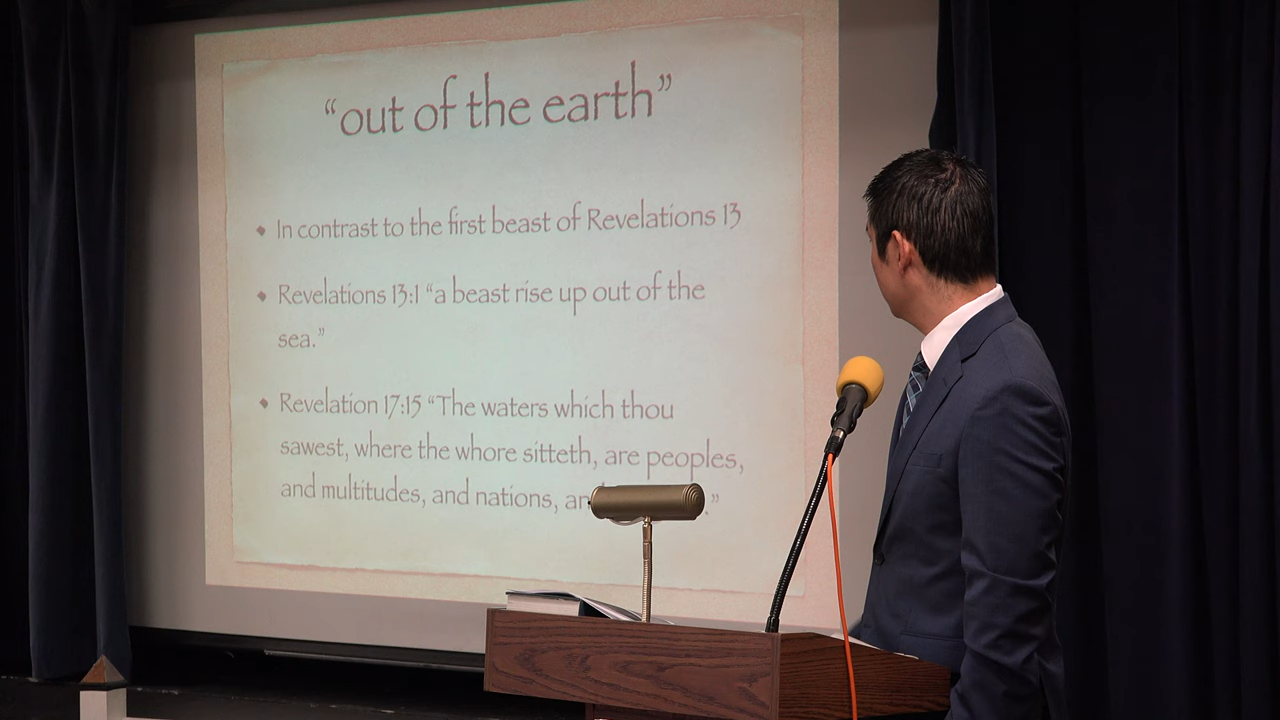 “out of the earth”
• In contrast to the first beast of Revelations 13
• Revelations 13:1 “a beast rise up out of the
sea.”
• Revelation 17:15 “The waters which thou
sawest, where the whore sitteth, are peoples,
and multitudes, and nations, .”